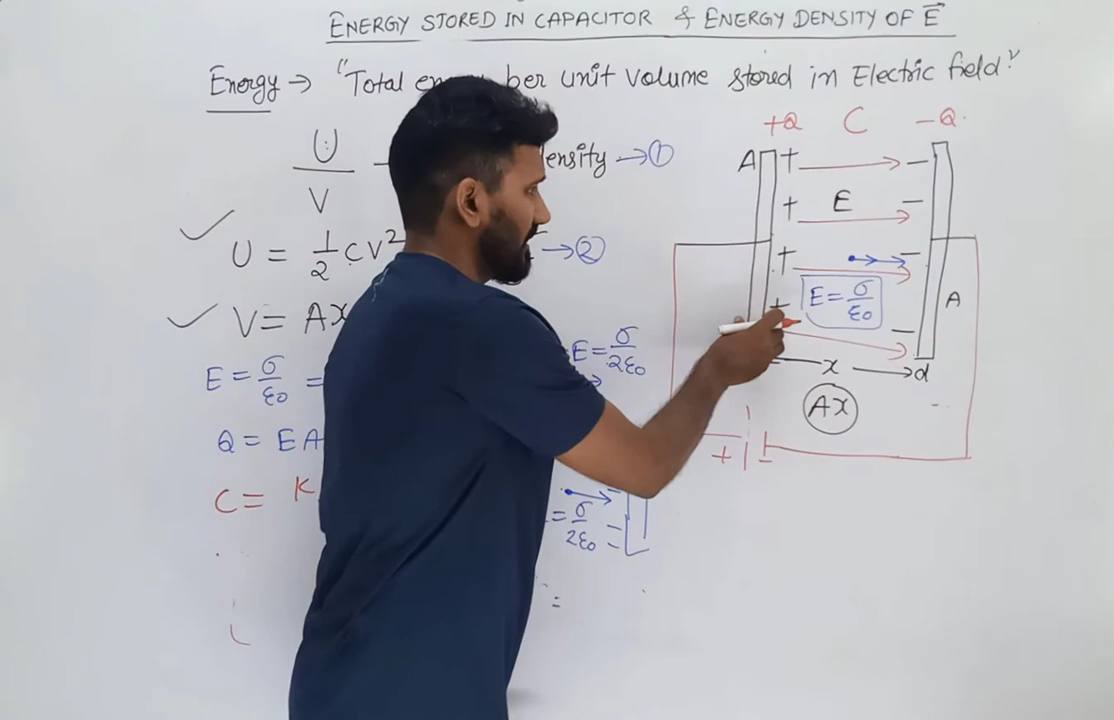 ENERGY STORED IN CAPACITOR & ENERGY DENSITY OF E⃗
Energy → "Total per unit volume stored in Electric field"
U
V
ensity → ①
U = 1/2 CV² → ②
V = Ax
E = σ/ε0 =
Q = EA
C = K
E = σ/2ε0
= σ/2ε0
+Q C −Q
A + −
+ E −
+ −
E = σ/ε0
+ −
A
x → d
Ax
+